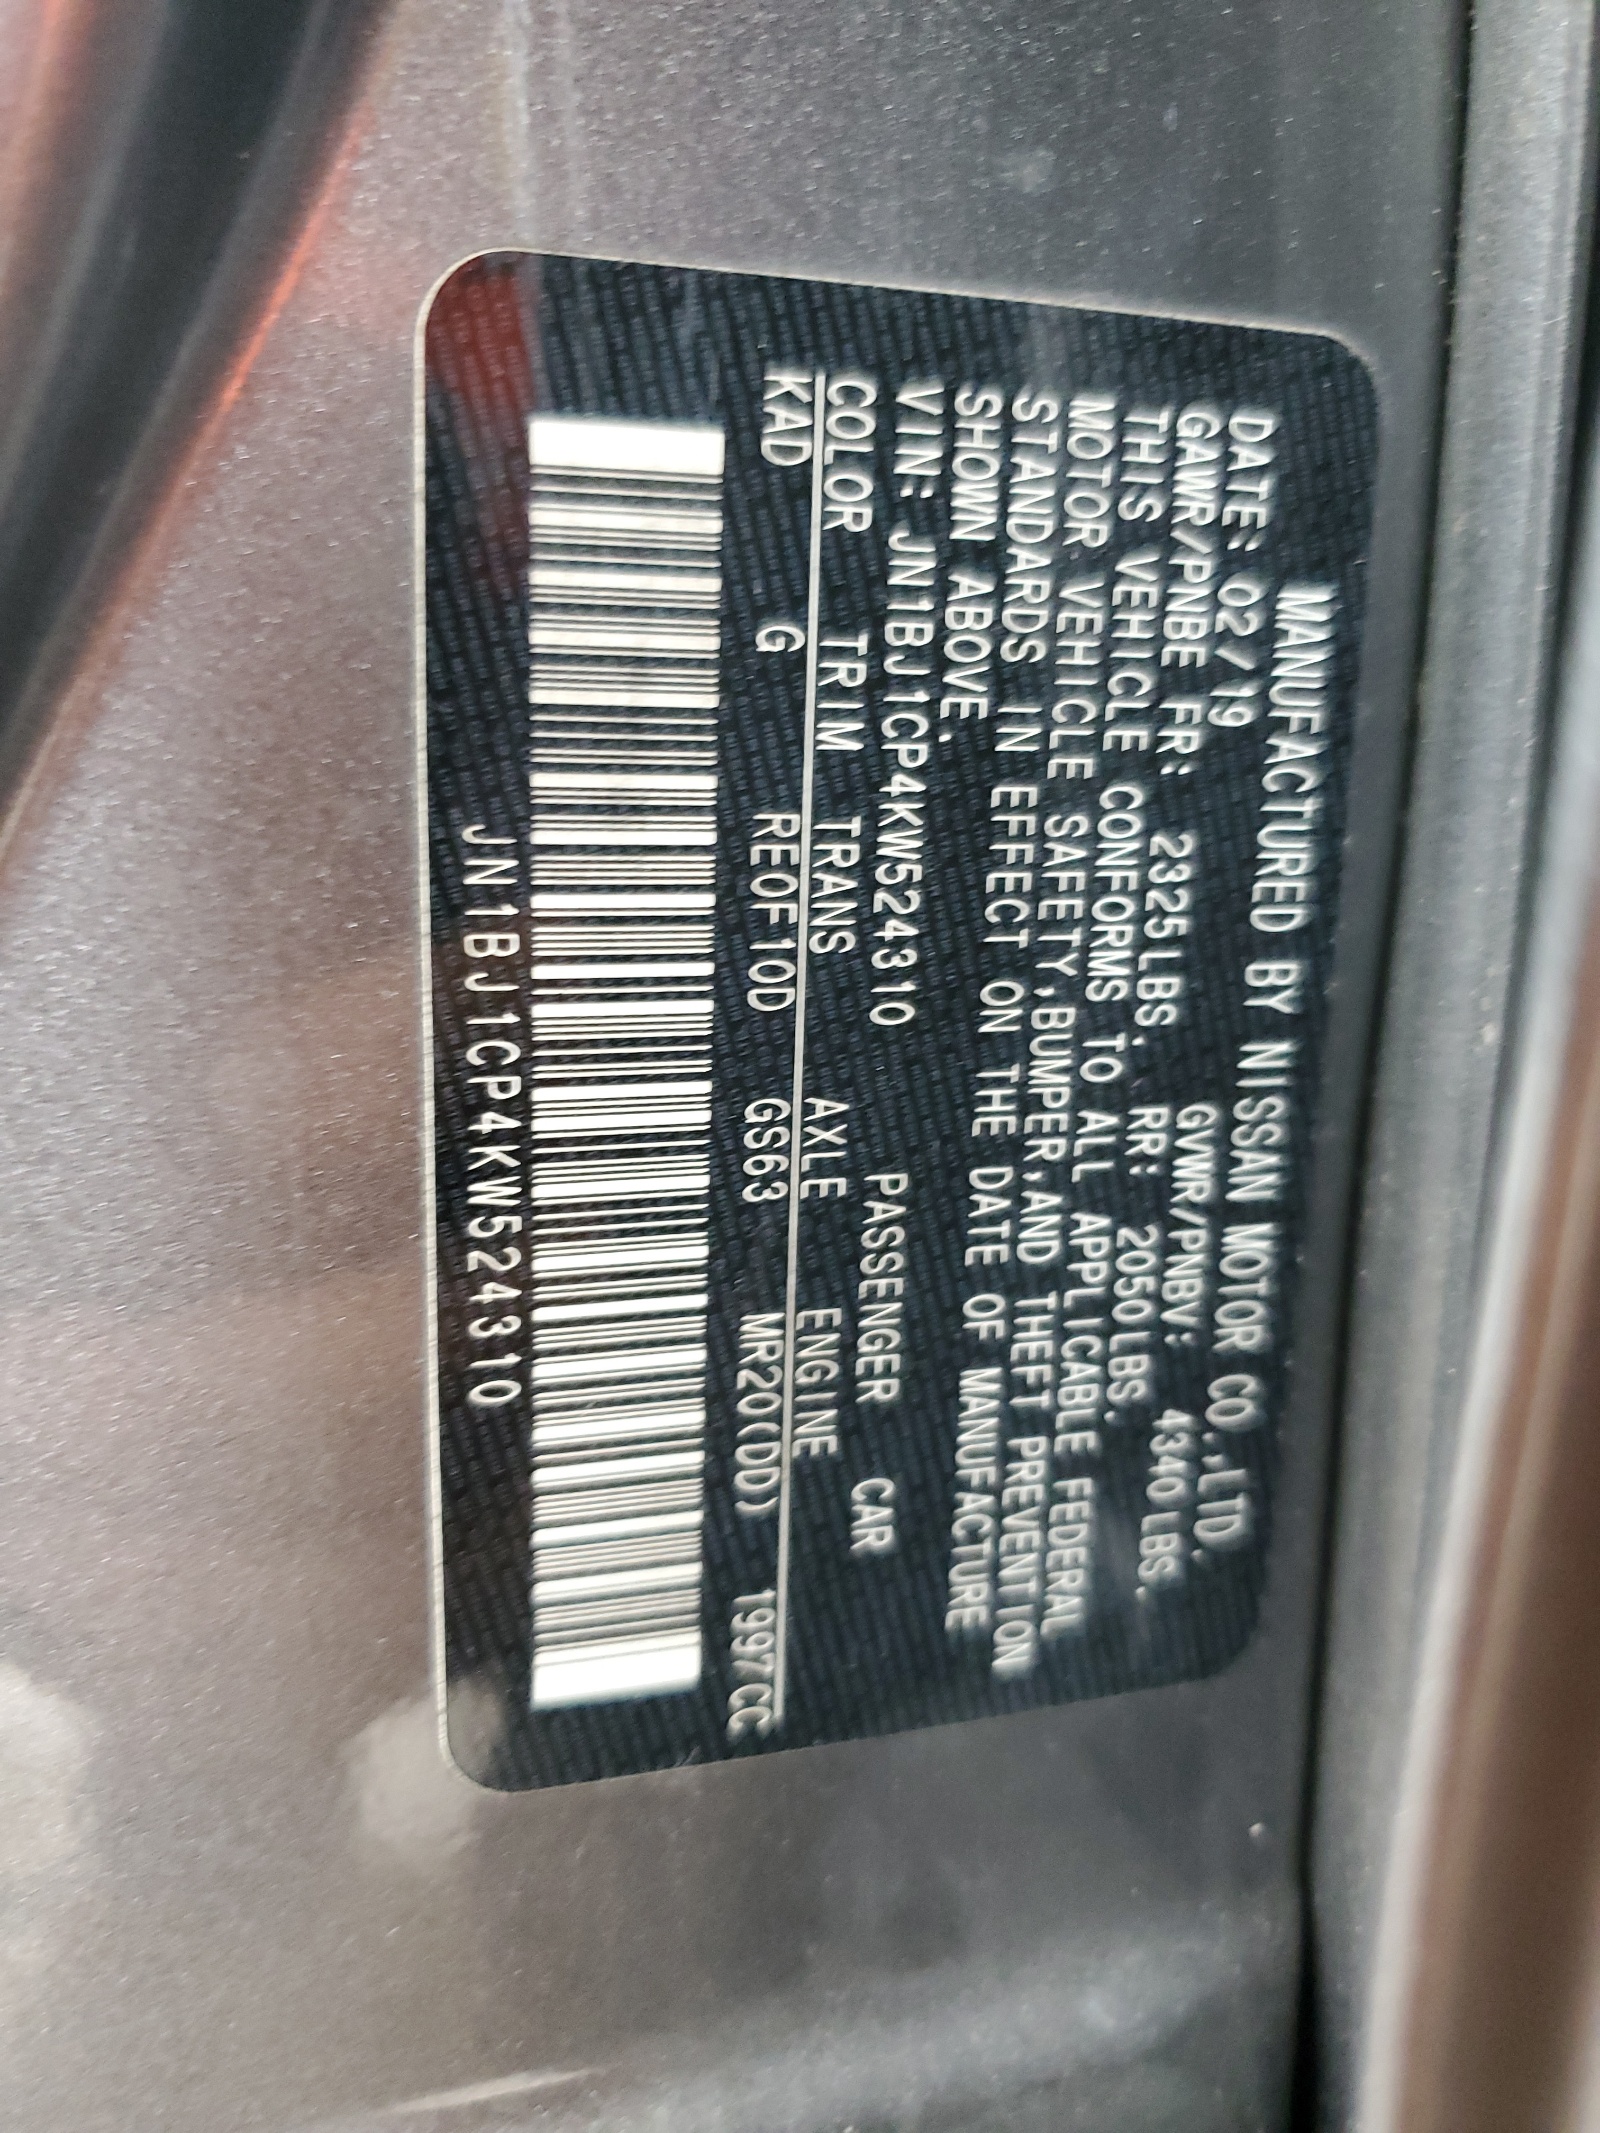 MANUFACTURED BY NISSAN MOTOR CO.,LTD.
DATE: 02/19 GVWR/PNBV: 4340LBS.
GAWR/PNBE FR: 2325LBS. RR: 2050LBS.
THIS VEHICLE CONFORMS TO ALL APPLICABLE FEDERAL
MOTOR VEHICLE SAFETY,BUMPER,AND THEFT PREVENTION
STANDARDS IN EFFECT ON THE DATE OF MANUFACTURE
SHOWN ABOVE.
VIN: JN1BJ1CP4KW524310 PASSENGER CAR
COLOR TRIM TRANS AXLE ENGINE
KAD G REOF10D GS63 MR20(DD) 1997CC
JN1BJ1CP4KW524310